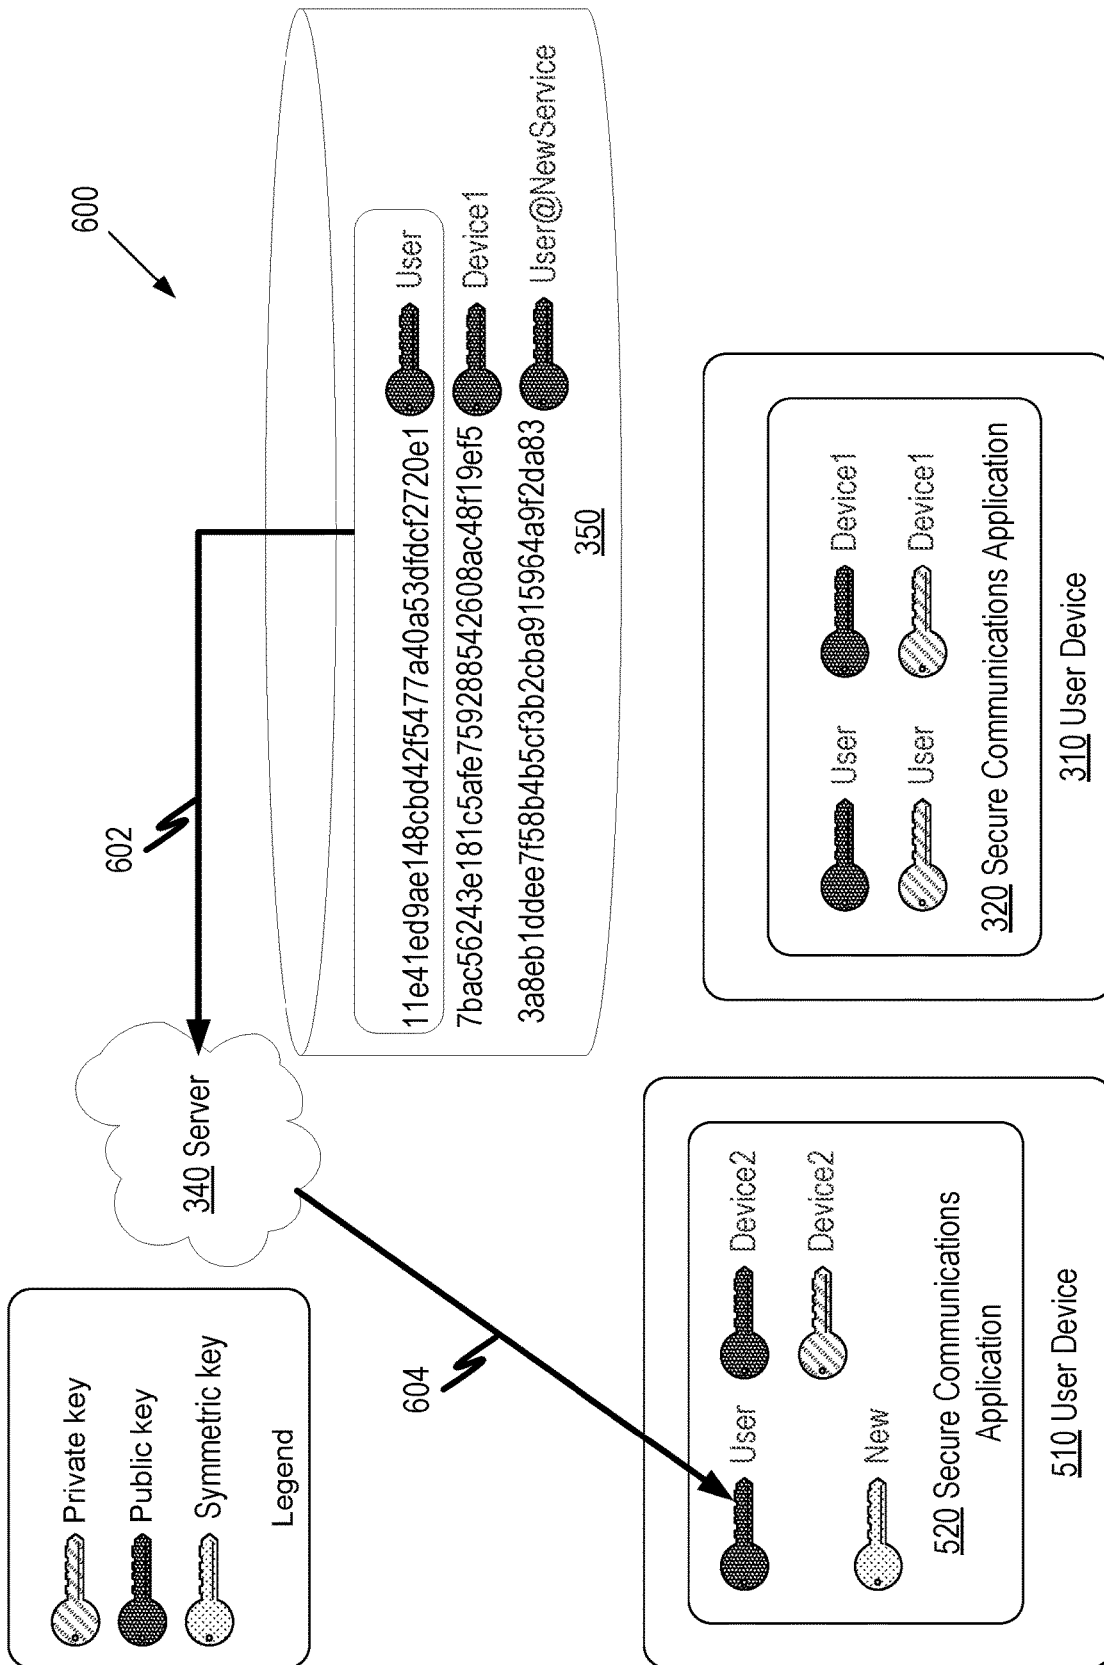 600
Private key
Public key
Symmetric key
Legend
340 Server
602
604
11e41ed9ae148cbd42f5477a40a53dfdcf2720e1 User
7bac56243e181c5afe759288542608ac48f19ef5 Device1
3a8eb1ddee7f58b4b5cf3b2cba915964a9f2da83 User@NewService
350
User Device2
Device2
New
520 Secure Communications
Application
510 User Device
User Device1
User Device1
320 Secure Communications Application
310 User Device